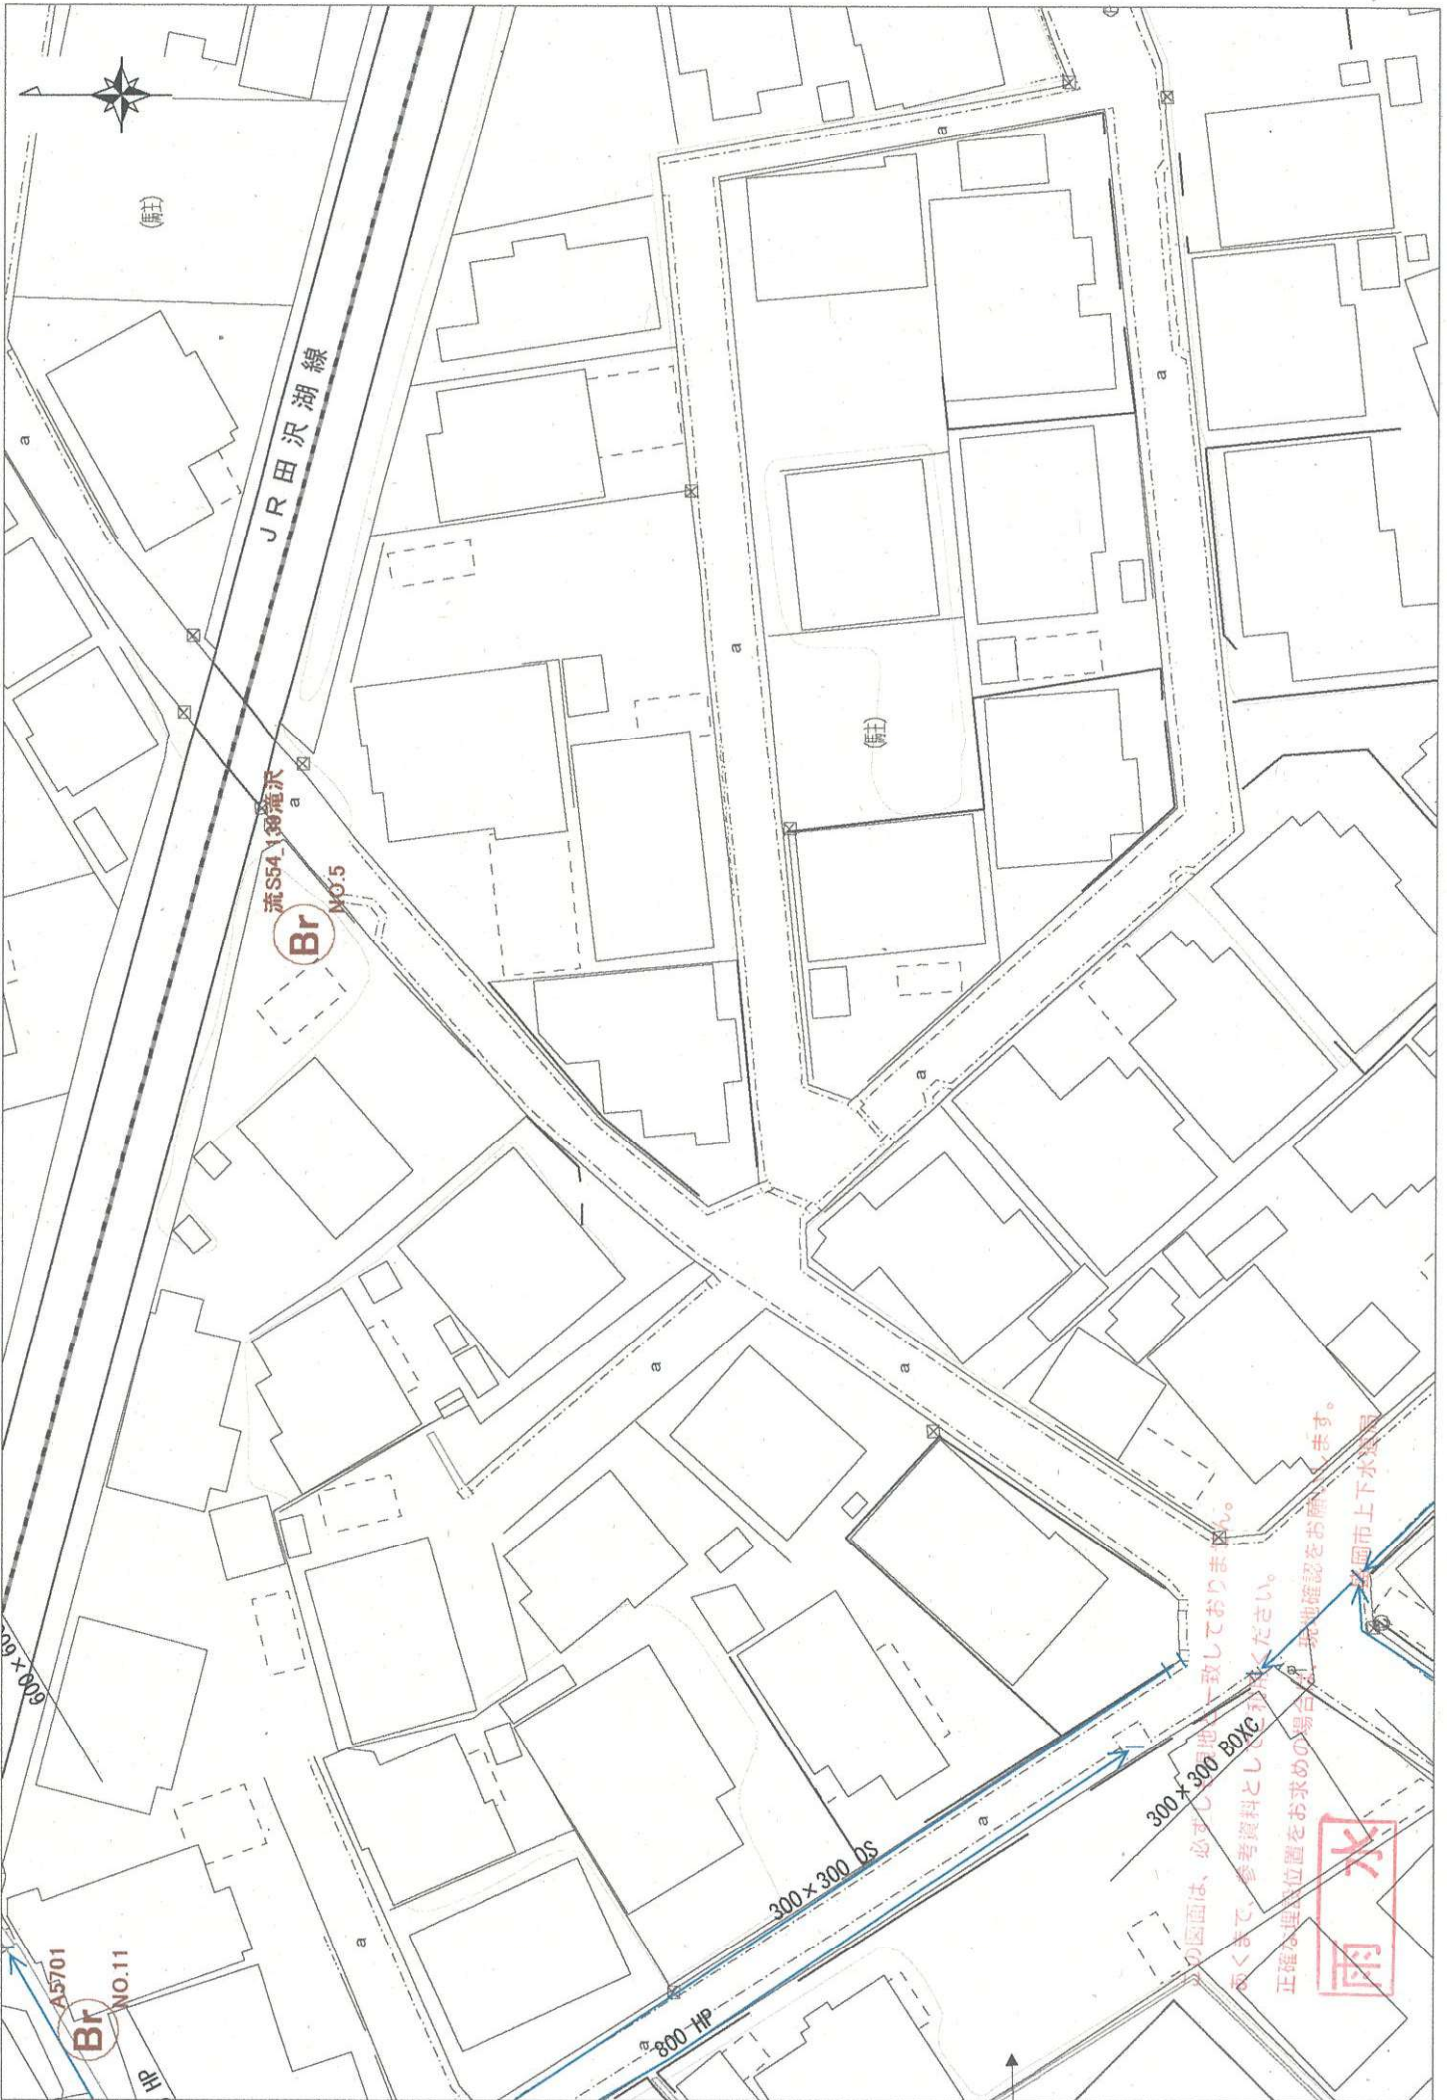 (駐)
a
JR田沢湖線
a
a
a
a
流S54_139滝沢
Br
NO.5
a
(駐)
a
a
a
600×600
300×300 DS
a
300×300 BOXC
a
800 HP
a
A5701
Br
NO.11
HP
この図面は、必ずしも現地と一致しておりません。
あくまで、参考資料としてご利用ください。
正確な埋設位置をお求めの場合は、現地確認をお願いします。
盛岡市上下水道局
雨水